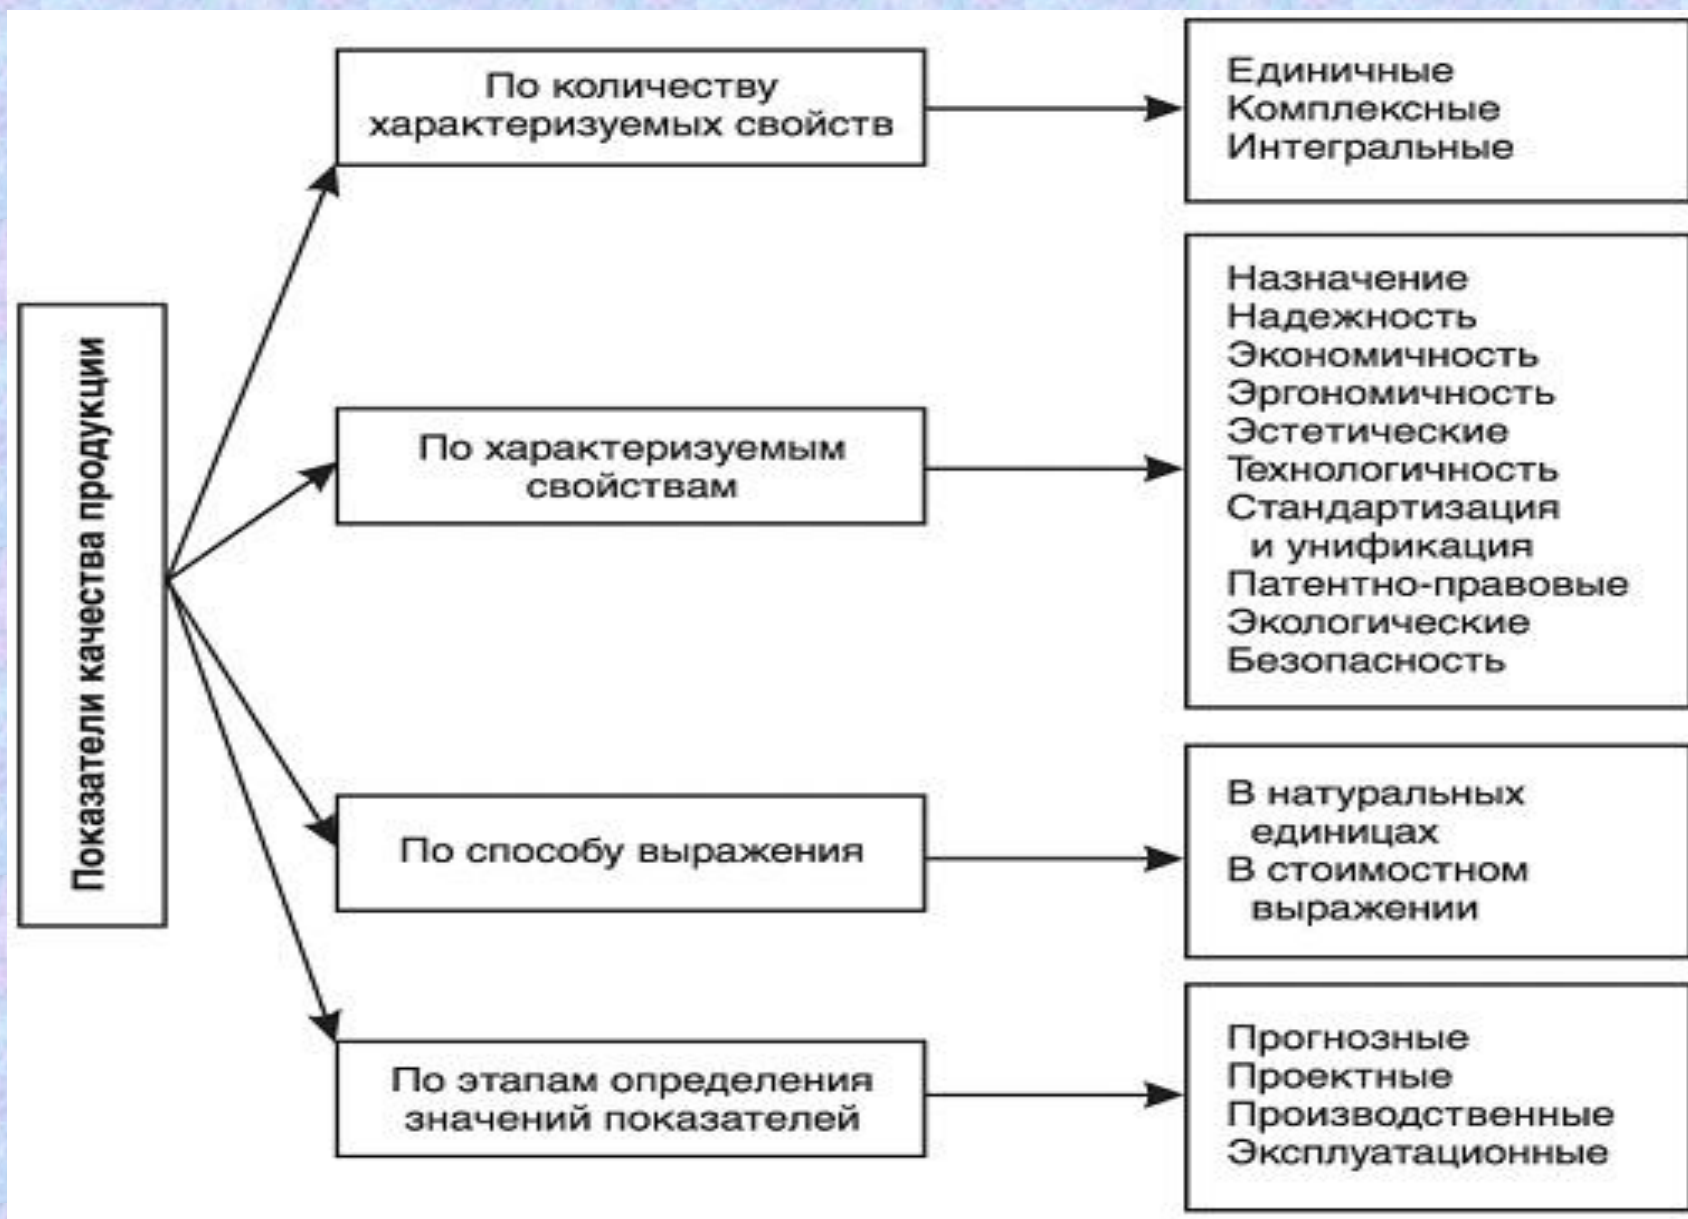 Показатели качества продукции
По количеству
характеризуемых свойств
Единичные
Комплексные
Интегральные
По характеризуемым
свойствам
Назначение
Надежность
Экономичность
Эргономичность
Эстетические
Технологичность
Стандартизация
и унификация
Патентно-правовые
Экологические
Безопасность
По способу выражения
В натуральных
единицах
В стоимостном
выражении
По этапам определения
значений показателей
Прогнозные
Проектные
Производственные
Эксплуатационные